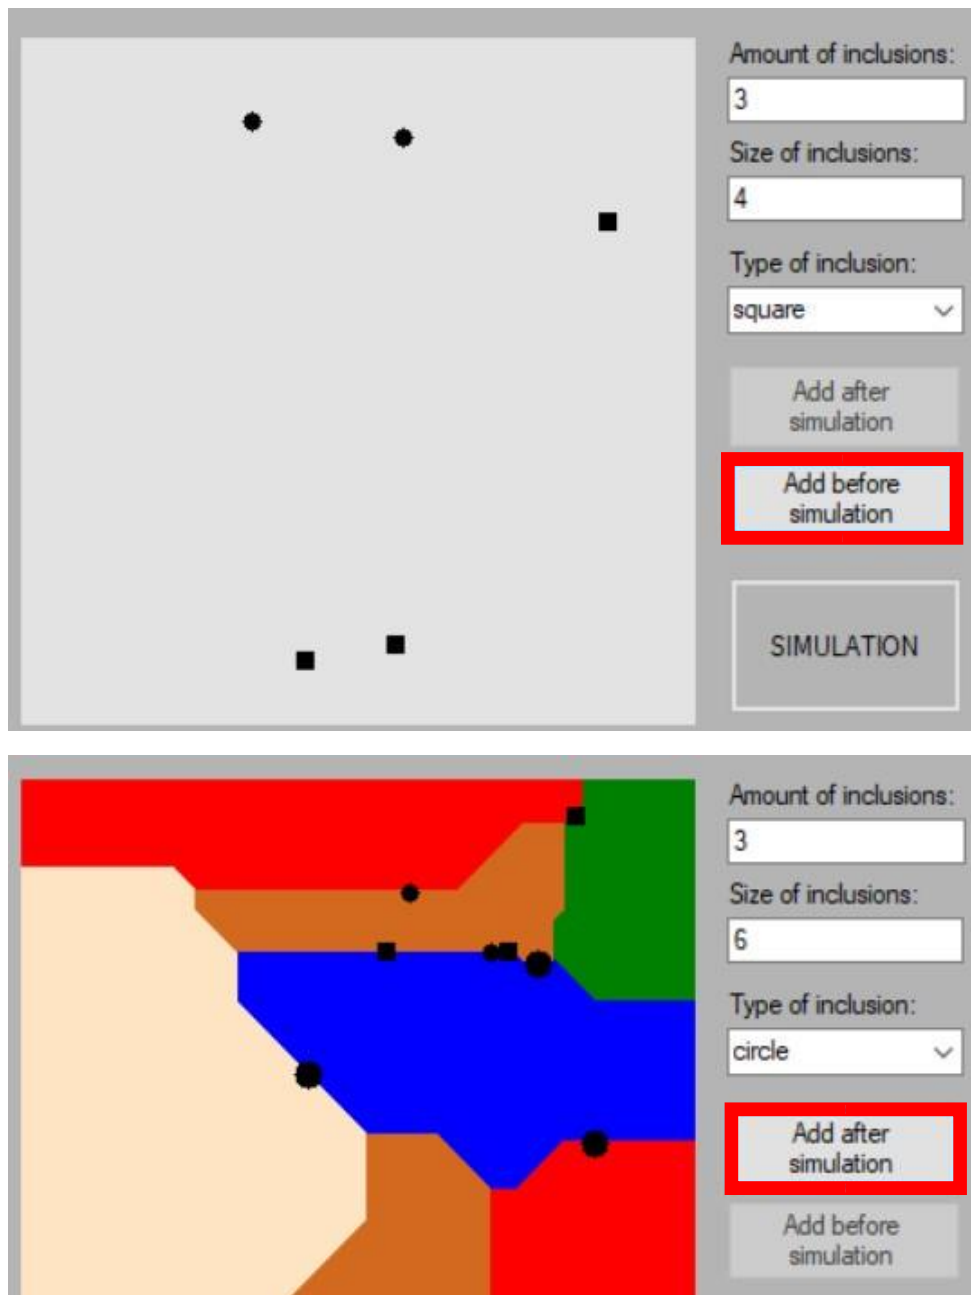 Amount of inclusions:
3
Size of inclusions:
4
Type of inclusion:
square
Add after
simulation
Add before
simulation
SIMULATION
Amount of inclusions:
3
Size of inclusions:
6
Type of inclusion:
circle
Add after
simulation
Add before
simulation